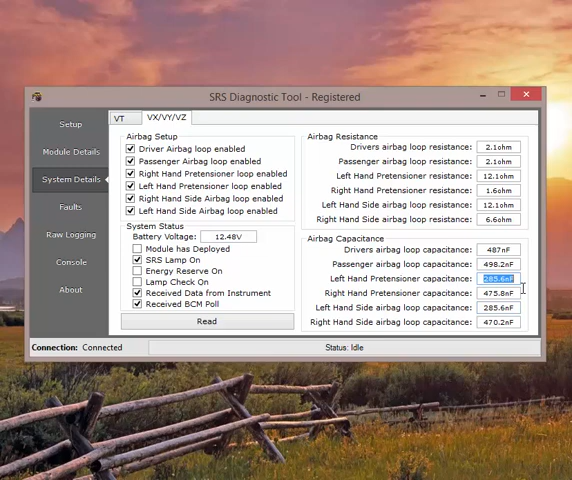 SRS Diagnostic Tool - Registered
Setup
Module Details
System Details
Faults
Raw Logging
Console
About
VT
VX/VY/VZ
Airbag Setup
Driver Airbag loop enabled
Passenger Airbag loop enabled
Right Hand Pretensioner loop enabled
Left Hand Pretensioner loop enabled
Right Hand Side Airbag loop enabled
Left Hand Side Airbag loop enabled
System Status
Battery Voltage: 12.48V
Module has Deployed
SRS Lamp On
Energy Reserve On
Lamp Check On
Received Data from Instrument
Received BCM Poll
Read
Airbag Resistance
Drivers airbag loop resistance: 2.1ohm
Passenger airbag loop resistance: 2.1ohm
Left Hand Pretensioner resistance: 12.1ohm
Right Hand Pretensioner resistance: 1.6ohm
Left Hand Side airbag loop resistance: 12.1ohm
Right Hand Side airbag loop resistance: 6.6ohm
Airbag Capacitance
Drivers airbag loop capacitance: 487nF
Passenger airbag loop capacitance: 498.2nF
Left Hand Pretensioner loop capacitance: 285.6nF
Right Hand Pretensioner loop capacitance: 475.8nF
Left Hand Side airbag loop capacitance: 285.6nF
Right Hand Side airbag loop capacitance: 470.2nF
Connection: Connected
Status: Idle